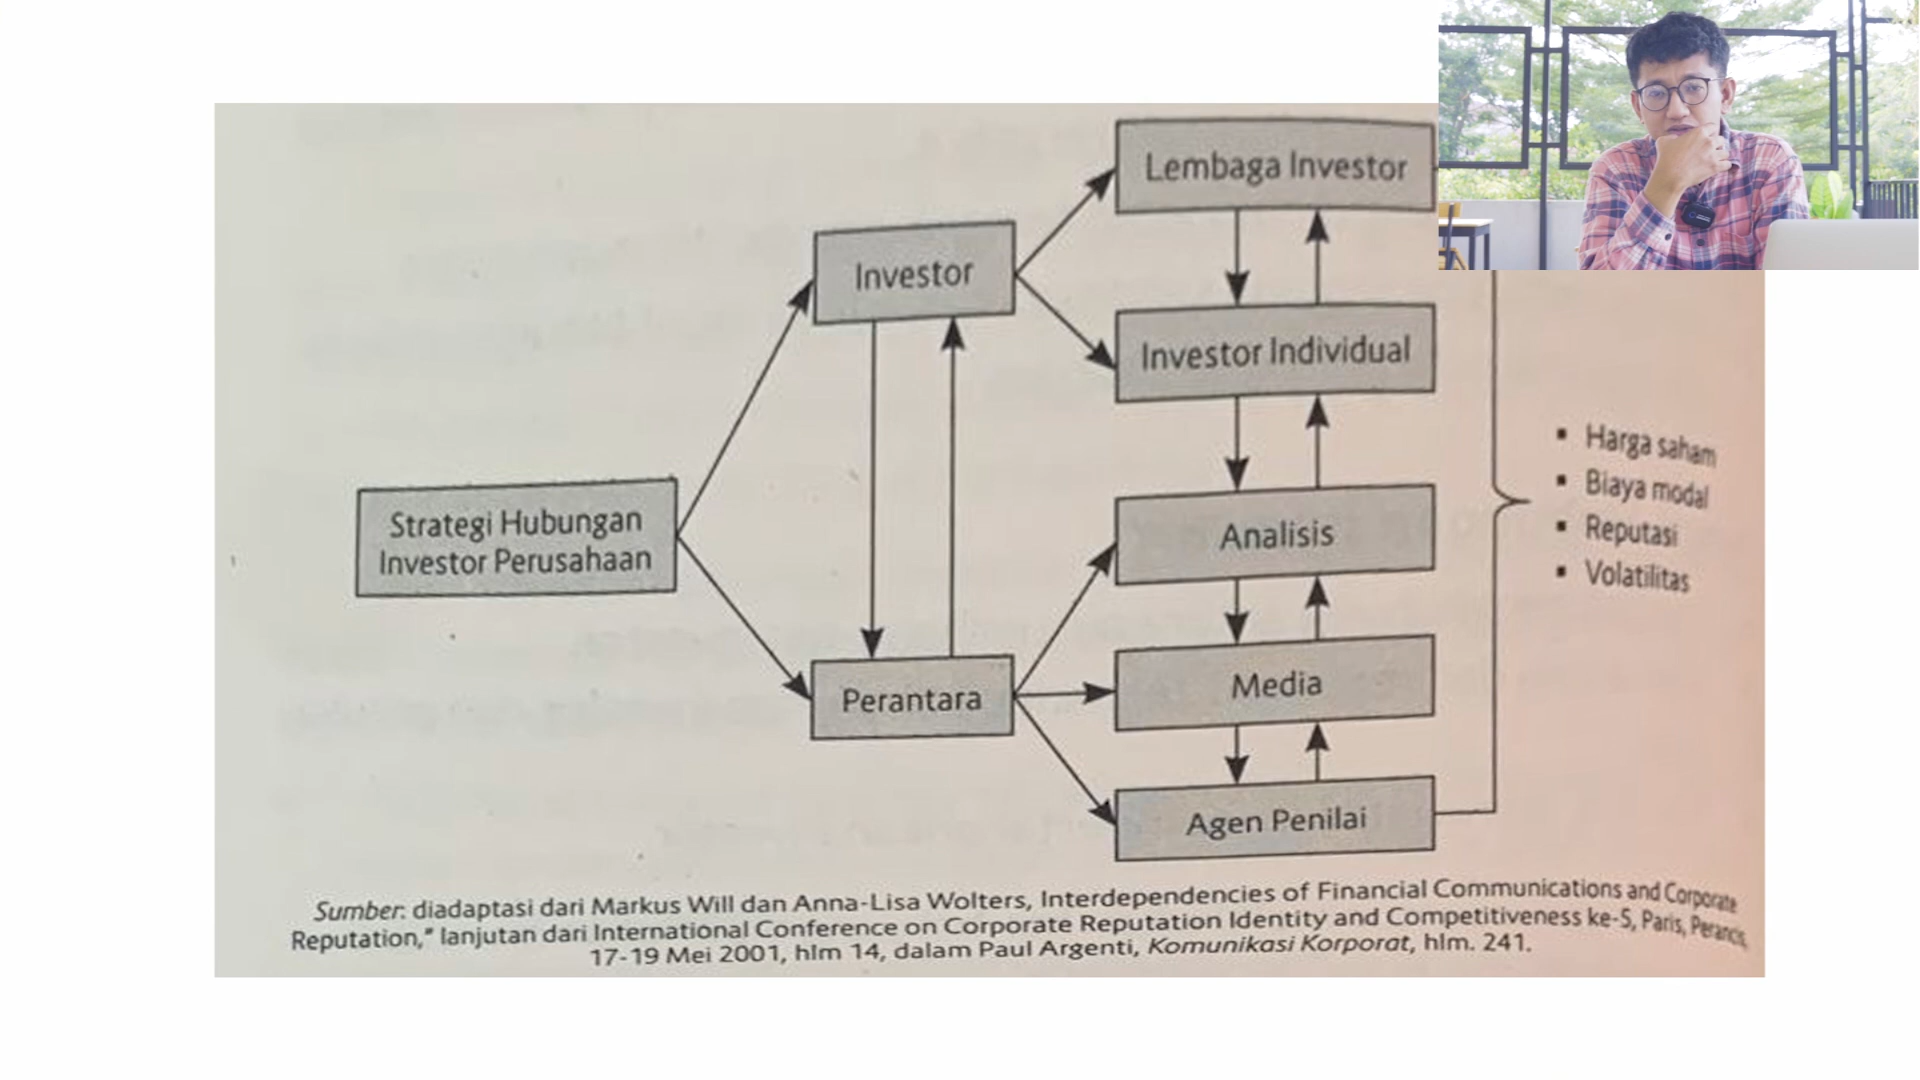 Lembaga Investor
Investor
Investor Individual
Strategi Hubungan
Investor Perusahaan
Analisis
Perantara
Media
Agen Penilai
▪ Harga saham
▪ Biaya modal
▪ Reputasi
▪ Volatilitas
Sumber: diadaptasi dari Markus Will dan Anna-Lisa Wolters, Interdependencies of Financial Communications and Corporate
Reputation," lanjutan dari International Conference on Corporate Reputation Identity and Competitiveness ke-5, Paris, Perancis,
17-19 Mei 2001, hlm 14, dalam Paul Argenti, Komunikasi Korporat, hlm. 241.